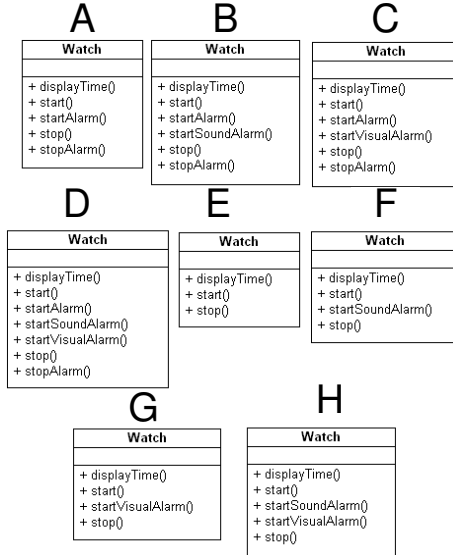 A
Watch
+ displayTime()
+ start()
+ startAlarm()
+ stop()
+ stopAlarm()
B
Watch
+ displayTime()
+ start()
+ startAlarm()
+ startSoundAlarm()
+ stop()
+ stopAlarm()
C
Watch
+ displayTime()
+ start()
+ startAlarm()
+ startVisualAlarm()
+ stop()
+ stopAlarm()
D
Watch
+ displayTime()
+ start()
+ startAlarm()
+ startSoundAlarm()
+ startVisualAlarm()
+ stop()
+ stopAlarm()
E
Watch
+ displayTime()
+ start()
+ stop()
F
Watch
+ displayTime()
+ start()
+ startSoundAlarm()
+ stop()
G
Watch
+ displayTime()
+ start()
+ startVisualAlarm()
+ stop()
H
Watch
+ displayTime()
+ start()
+ startSoundAlarm()
+ startVisualAlarm()
+ stop()